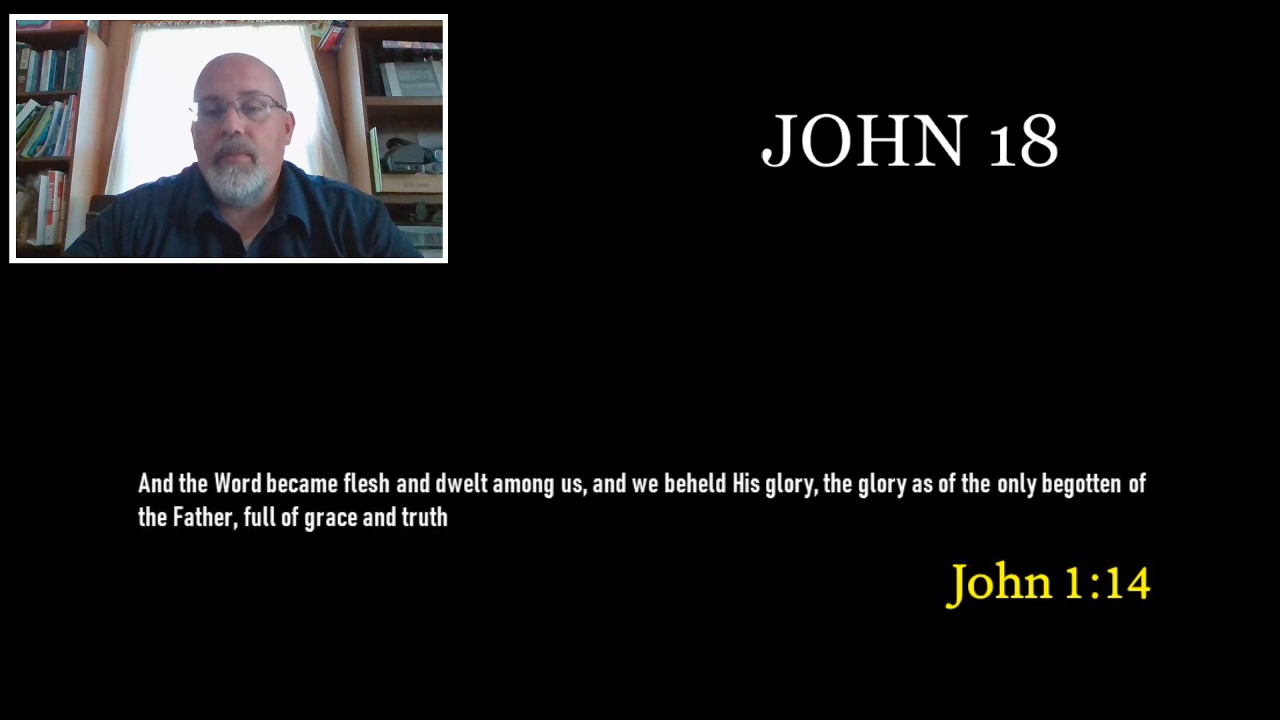 JOHN 18
And the Word became flesh and dwelt among us, and we beheld His glory, the glory as of the only begotten of
the Father, full of grace and truth
John 1:14